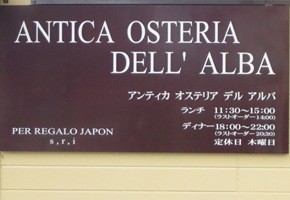 ANTICA OSTERIA
DELL' ALBA
アンティカ オステリア デル アルバ
ランチ 11:30～15:00
(ラストオーダー14:00)
ディナー18:00～22:00
(ラストオーダー20:30)
定休日 木曜日
PER REGALO JAPON
s,r,i